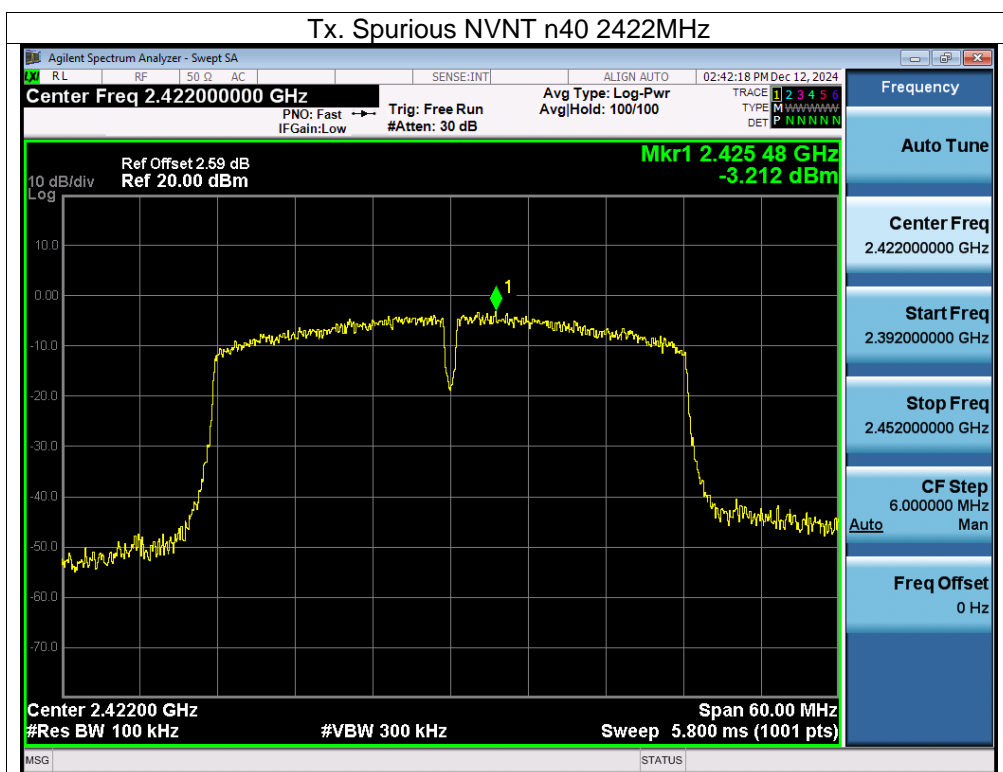 Tx. Spurious NVNT n40 2422MHz
Agilent Spectrum Analyzer - Swept SA
LXI RL RF 50 Ω AC SENSE:INT ALIGN AUTO 02:42:18 PM Dec 12, 2024
Center Freq 2.422000000 GHz
PNO: Fast
IFGain:Low
Trig: Free Run
#Atten: 30 dB
Avg Type: Log-Pwr
Avg|Hold: 100/100
TRACE 1 2 3 4 5 6
TYPE M WWWWW
DET P N N N N N
Mkr1 2.425 48 GHz
-3.212 dBm
Ref Offset 2.59 dB
10 dB/div Ref 20.00 dBm
Log
10.0
0.00
-10.0
-20.0
-30.0
-40.0
-50.0
-60.0
-70.0
1
Center 2.42200 GHz Span 60.00 MHz
#Res BW 100 kHz #VBW 300 kHz Sweep 5.800 ms (1001 pts)
MSG STATUS
Frequency
Auto Tune
Center Freq
2.422000000 GHz
Start Freq
2.392000000 GHz
Stop Freq
2.452000000 GHz
CF Step
6.000000 MHz
Auto Man
Freq Offset
0 Hz